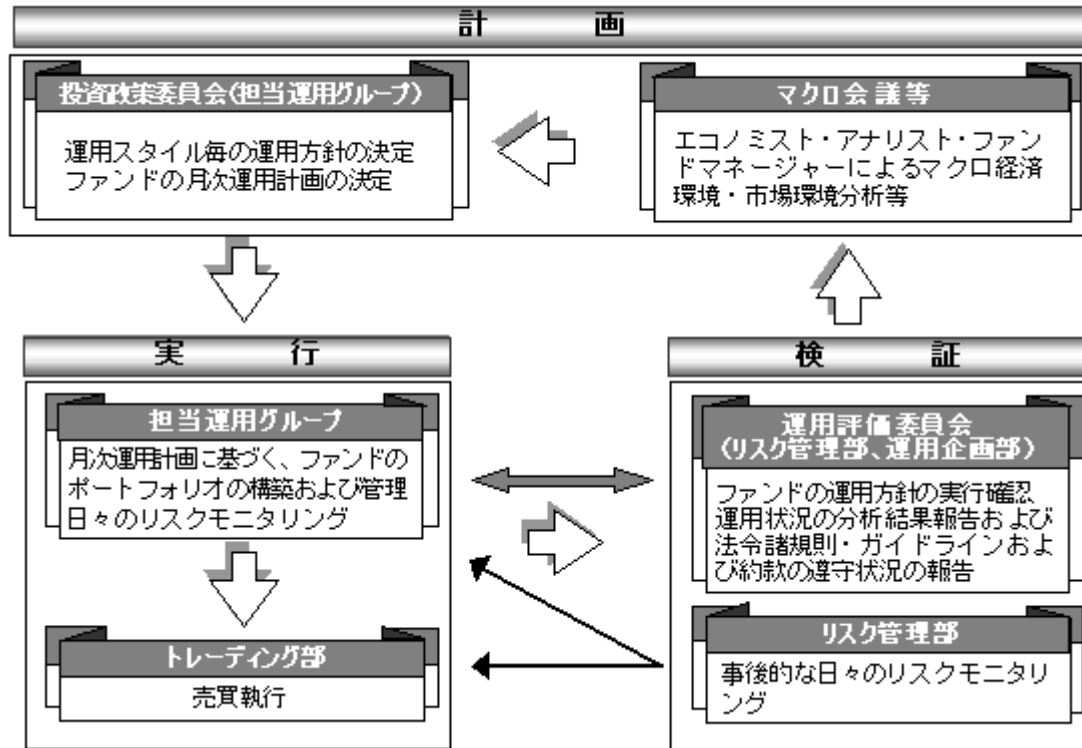 計　画
投資政策委員会(担当運用グループ)
運用スタイル毎の運用方針の決定
ファンドの月次運用計画の決定
マクロ会議等
エコノミスト・アナリスト・ファン
ドマネージャーによるマクロ経済
環境・市場環境分析等
実　行
担当運用グループ
月次運用計画に基づく、ファンドの
ポートフォリオの構築および管理
日々のリスクモニタリング
トレーディング部
売買執行
検　証
運用評価委員会
(リスク管理部、運用企画部)
ファンドの運用方針の実行確認
運用状況の分析結果報告および
法令諸規則・ガイドラインおよ
び約款の遵守状況の報告
リスク管理部
事後的な日々のリスクモニタリ
ング